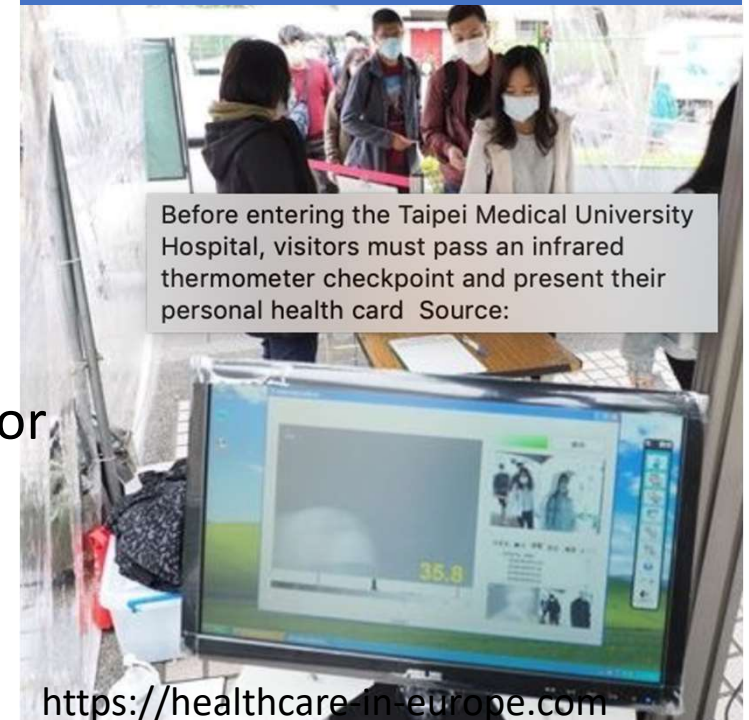 Before entering the Taipei Medical University
Hospital, visitors must pass an infrared
thermometer checkpoint and present their
personal health card Source:
or
35.8
https://healthcare-in-europe.com